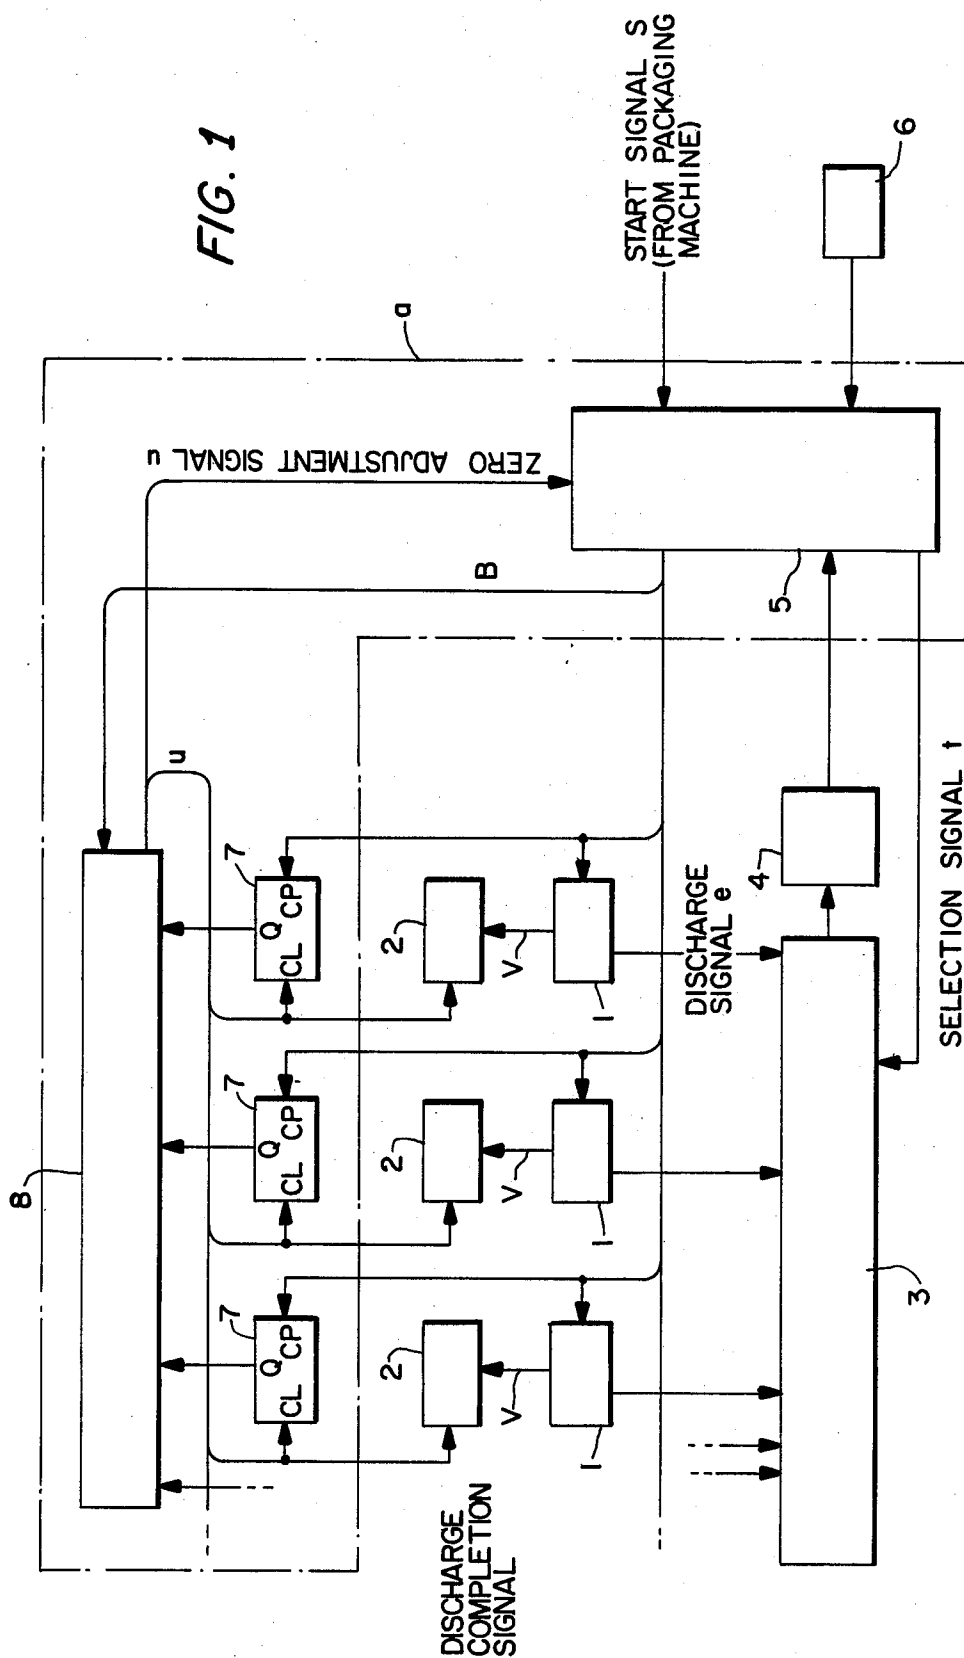 FIG. 1
a
START SIGNAL S
(FROM PACKAGING
MACHINE)
6
ZERO ADJUSTMENT SIGNAL u
B
5
u
8
7
Q
CL
CP
7
Q
CL
CP
7
Q
CL
CP
2
V
1
2
V
1
2
V
1
DISCHARGE
SIGNAL e
DISCHARGE
COMPLETION
SIGNAL
4
3
SELECTION SIGNAL t